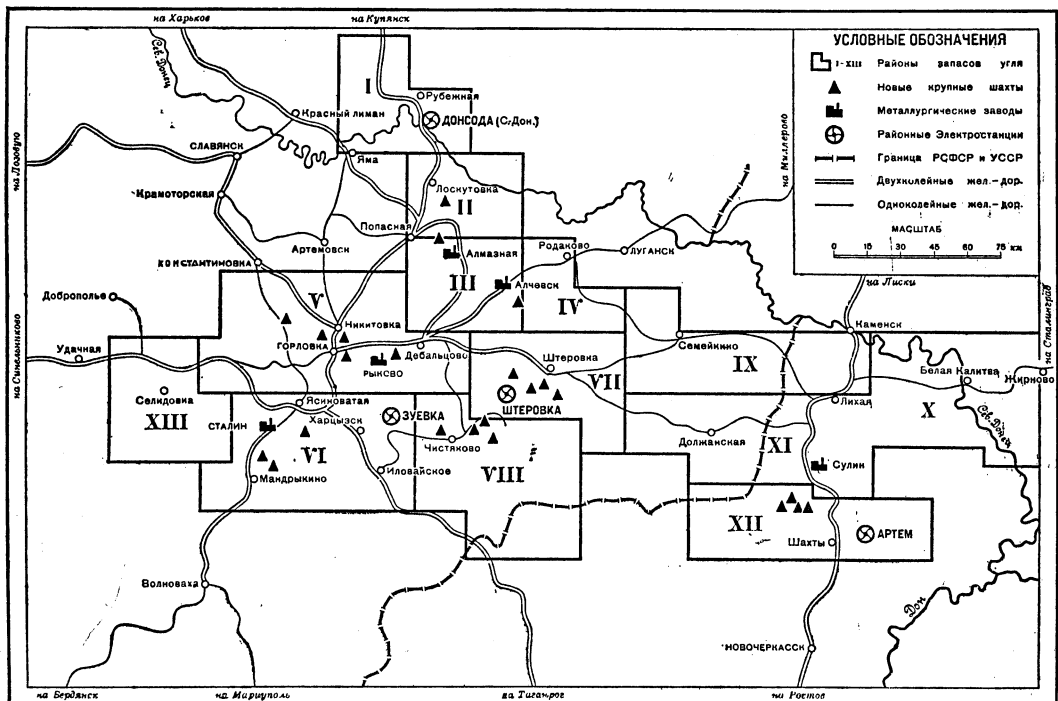 на Харьков
на Купянск
УСЛОВНЫЕ ОБОЗНАЧЕНИЯ
I-XIII Районы запасов угля
Новые крупные шахты
Металлургические заводы
Районные Электростанции
Граница РСФСР и УССР
Двухколейные жел.-дор.
Одноколейные жел.-дор.
МАСШТАБ
0 15 30 45 60 75 км
Сев. Донец
I
Рубежная
Красный лиман
ДОНСОДА (С.-Дон.)
на Лозовую
СЛАВЯНСК
Яма
на Миллерово
Краматорская
Лоскутовка
II
Попасная
Артемовск
Родаково
ЛУГАНСК
Алмазная
КОНСТАНТИНОВКА
III
Алчевск
IV
на Лиски
Доброполье
V
на Сталинград
Никитовка
Каменск
на Синельниково
Удачная
ГОРЛОВКА
Дебальцово
Семейкино
IX
РЫКОВО
Штеровка
VII
Белая Калитва
Жирново
Селидовка
XIII
Ясиноватая
ЗУЕВКА
ШТЕРОВКА
Лихая
X
СТАЛИН
Харцызск
Сев. Донец
VI
Чистяково
Должанская
XI
Иловайское
VIII
Сулин
Мандрыкино
XII
Шахты
АРТЕМ
Волноваха
Дон
НОВОЧЕРКАССК
на Бердянск
на Мариуполь
на Таганрог
на Ростов